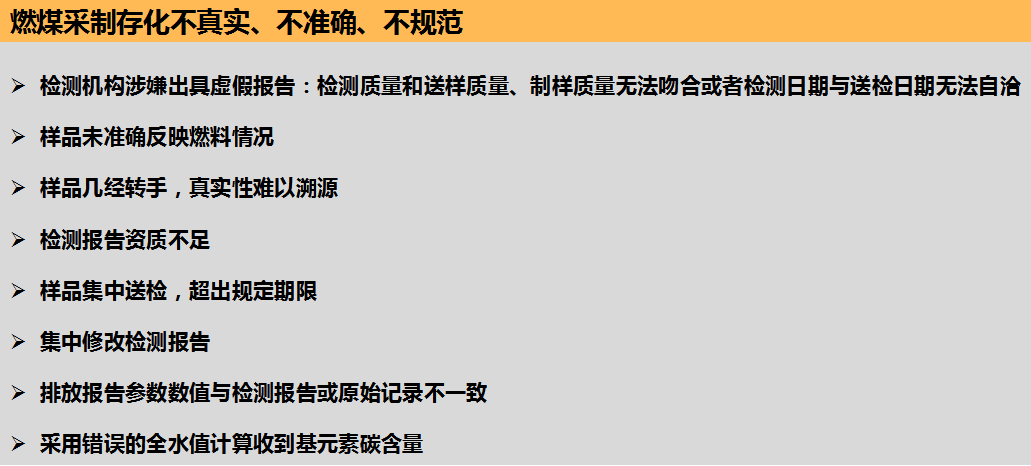 燃煤采制存化不真实、不准确、不规范
➢ 检测机构涉嫌出具虚假报告：检测质量和送样质量、制样质量无法吻合或者检测日期与送检日期无法自洽
➢ 样品未准确反映燃料情况
➢ 样品几经转手，真实性难以溯源
➢ 检测报告资质不足
➢ 样品集中送检，超出规定期限
➢ 集中修改检测报告
➢ 排放报告参数数值与检测报告或原始记录不一致
➢ 采用错误的全水值计算收到基元素碳含量